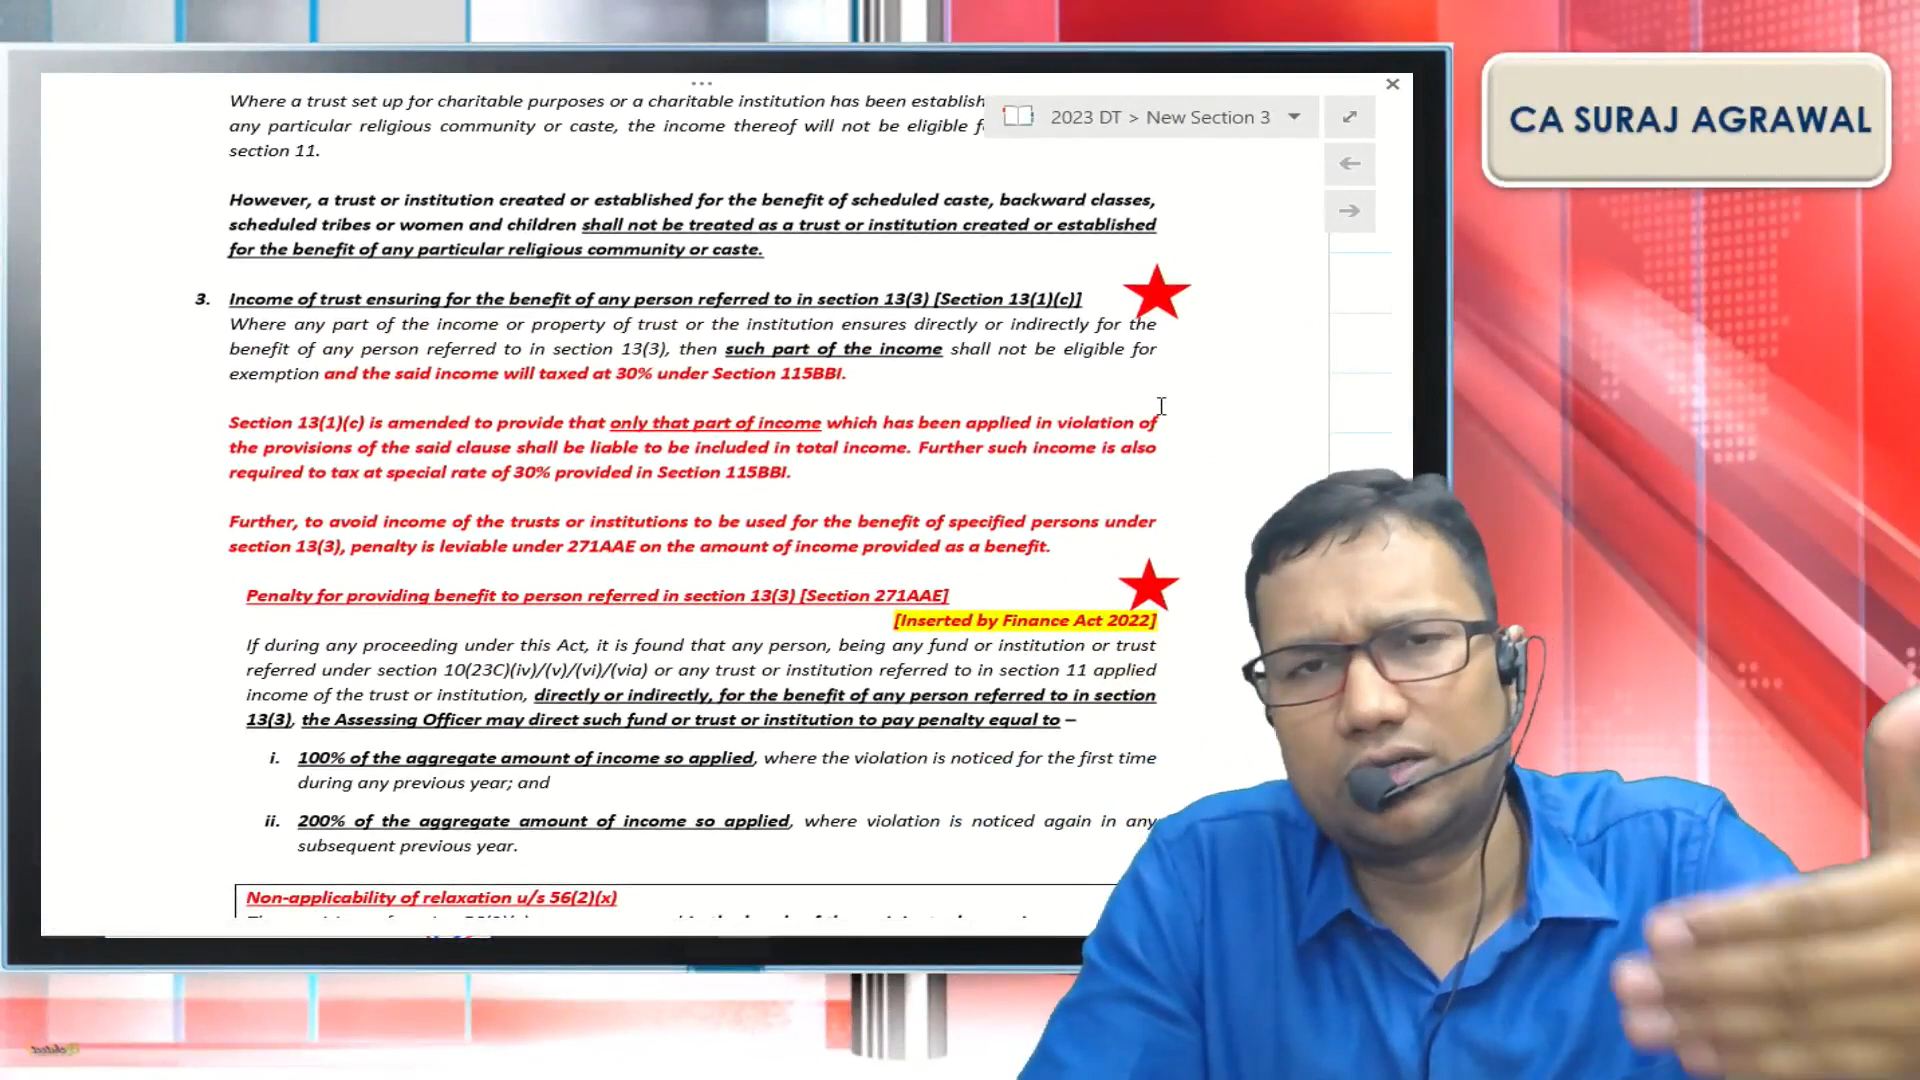 Where a trust set up for charitable purposes or a charitable institution has been establish
any particular religious community or caste, the income thereof will not be eligible f
section 11.
2023 DT > New Section 3
CA SURAJ AGRAWAL
However, a trust or institution created or established for the benefit of scheduled caste, backward classes,
scheduled tribes or women and children shall not be treated as a trust or institution created or established
for the benefit of any particular religious community or caste.
3. Income of trust ensuring for the benefit of any person referred to in section 13(3) [Section 13(1)(c)]
Where any part of the income or property of trust or the institution ensures directly or indirectly for the
benefit of any person referred to in section 13(3), then such part of the income shall not be eligible for
exemption and the said income will taxed at 30% under Section 115BBI.
Section 13(1)(c) is amended to provide that only that part of income which has been applied in violation of
the provisions of the said clause shall be liable to be included in total income. Further such income is also
required to tax at special rate of 30% provided in Section 115BBI.
Further, to avoid income of the trusts or institutions to be used for the benefit of specified persons under
section 13(3), penalty is leviable under 271AAE on the amount of income provided as a benefit.
Penalty for providing benefit to person referred in section 13(3) [Section 271AAE]
[Inserted by Finance Act 2022]
If during any proceeding under this Act, it is found that any person, being any fund or institution or trust
referred under section 10(23C)(iv)/(v)/(vi)/(via) or any trust or institution referred to in section 11 applied
income of the trust or institution, directly or indirectly, for the benefit of any person referred to in section
13(3), the Assessing Officer may direct such fund or trust or institution to pay penalty equal to –
i. 100% of the aggregate amount of income so applied, where the violation is noticed for the first time
during any previous year; and
ii. 200% of the aggregate amount of income so applied, where violation is noticed again in any
subsequent previous year.
Non-applicability of relaxation u/s 56(2)(x)